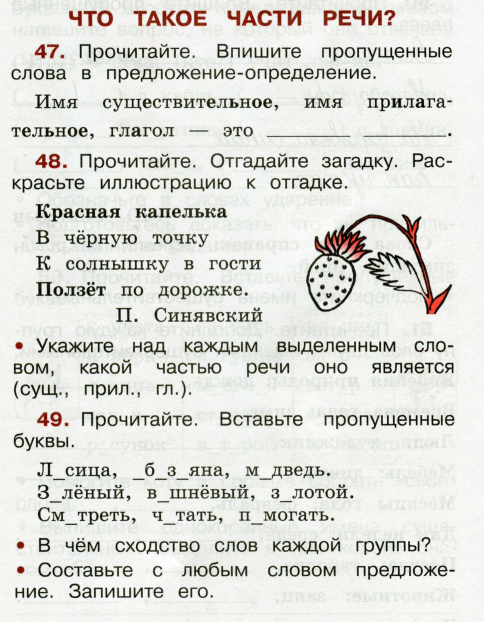 ЧТО ТАКОЕ ЧАСТИ РЕЧИ?
47. Прочитайте. Впишите пропущенные
слова в предложение-определение.
Имя существительное, имя прилага-
тельное, глагол — это ____________.
48. Прочитайте. Отгадайте загадку. Рас-
красьте иллюстрацию к отгадке.
Красная капелька
В чёрную точку
К солнышку в гости
Ползёт по дорожке.
П. Синявский
• Укажите над каждым выделенным сло-
вом, какой частью речи оно является
(сущ., прил., гл.).
49. Прочитайте. Вставьте пропущенные
буквы.
Л_сица, б_з_яна, м_дведь.
З_лёный, в_шнёвый, з_лотой.
См_треть, ч_тать, п_могать.
• В чём сходство слов каждой группы?
• Составьте с любым словом предложе-
ние. Запишите его.